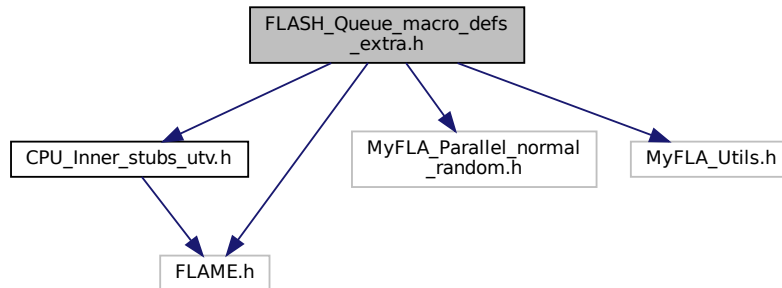 FLASH_Queue_macro_defs
_extra.h
CPU_Inner_stubs_utv.h
MyFLA_Parallel_normal
_random.h
MyFLA_Utils.h
FLAME.h